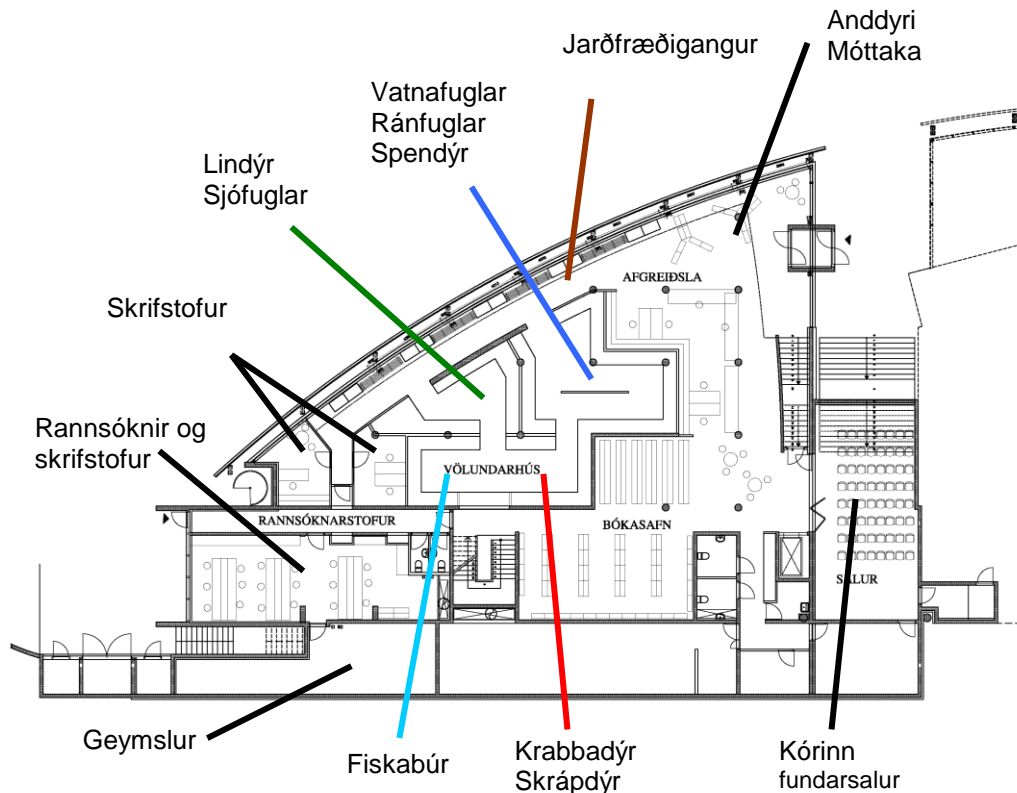 Anddyri
Móttaka
Jarðfræðigangur
Vatnafuglar
Ránfuglar
Spendýr
Lindýr
Sjófuglar
Skrifstofur
AFGREIÐSLA
Rannsóknir og
skrifstofur
VÖLUNDARHÚS
RANNSÓKNARSTOFUR
BÓKASAFN
SALUR
Geymslur
Fiskabúr
Krabbadýr
Skrápdýr
Kórinn
fundarsalur